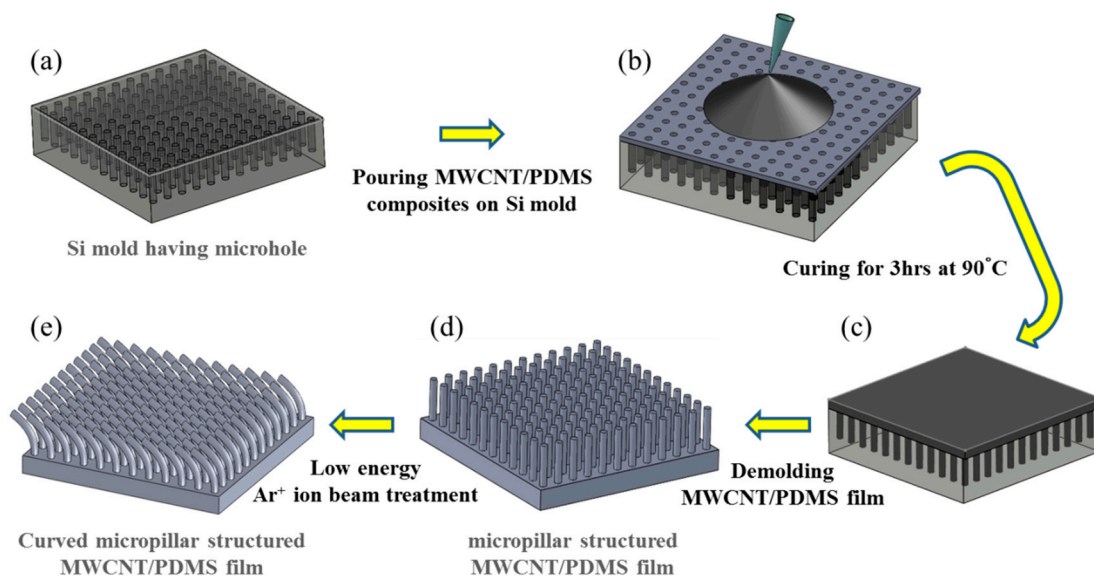 (a)
Si mold having microhole
Pouring MWCNT/PDMS
composites on Si mold
(b)
Curing for 3hrs at 90°C
(c)
Demolding
MWCNT/PDMS film
(d)
micropillar structured
MWCNT/PDMS film
Low energy
Ar⁺ ion beam treatment
(e)
Curved micropillar structured
MWCNT/PDMS film